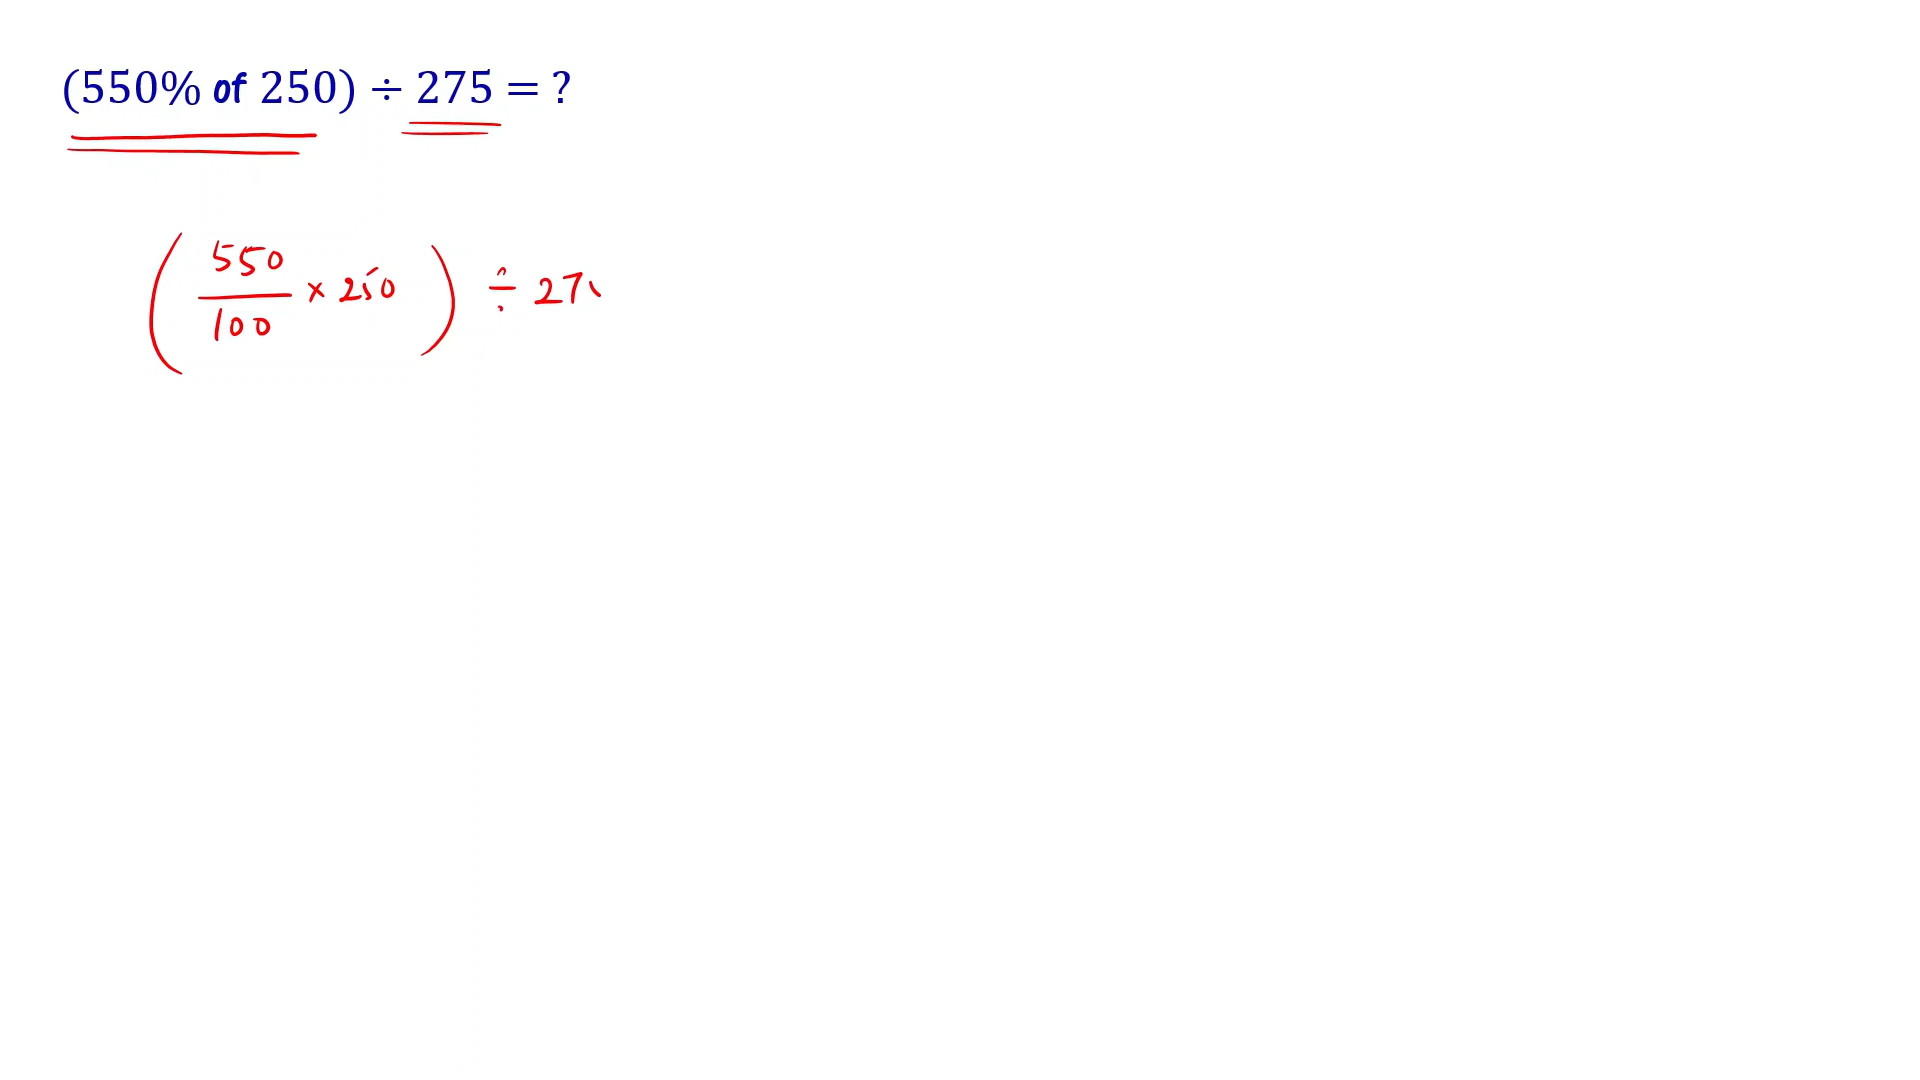 (550% of 250) ÷ 275 = ?
(550/100 × 250) ÷ 27